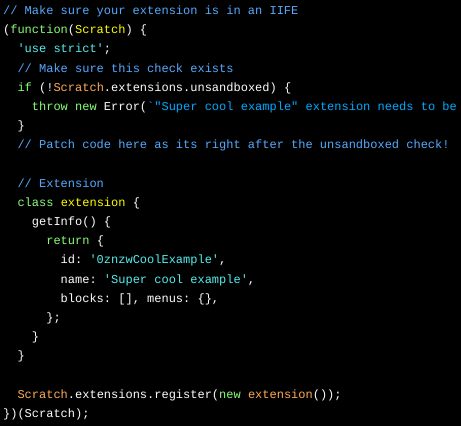 // Make sure your extension is in an IIFE
(function(Scratch) {
  'use strict';
  // Make sure this check exists
  if (!Scratch.extensions.unsandboxed) {
    throw new Error(`"Super cool example" extension needs to be
  }
  // Patch code here as its right after the unsandboxed check!

  // Extension
  class extension {
    getInfo() {
      return {
        id: '0znzwCoolExample',
        name: 'Super cool example',
        blocks: [], menus: {},
      };
    }
  }

  Scratch.extensions.register(new extension());
})(Scratch);